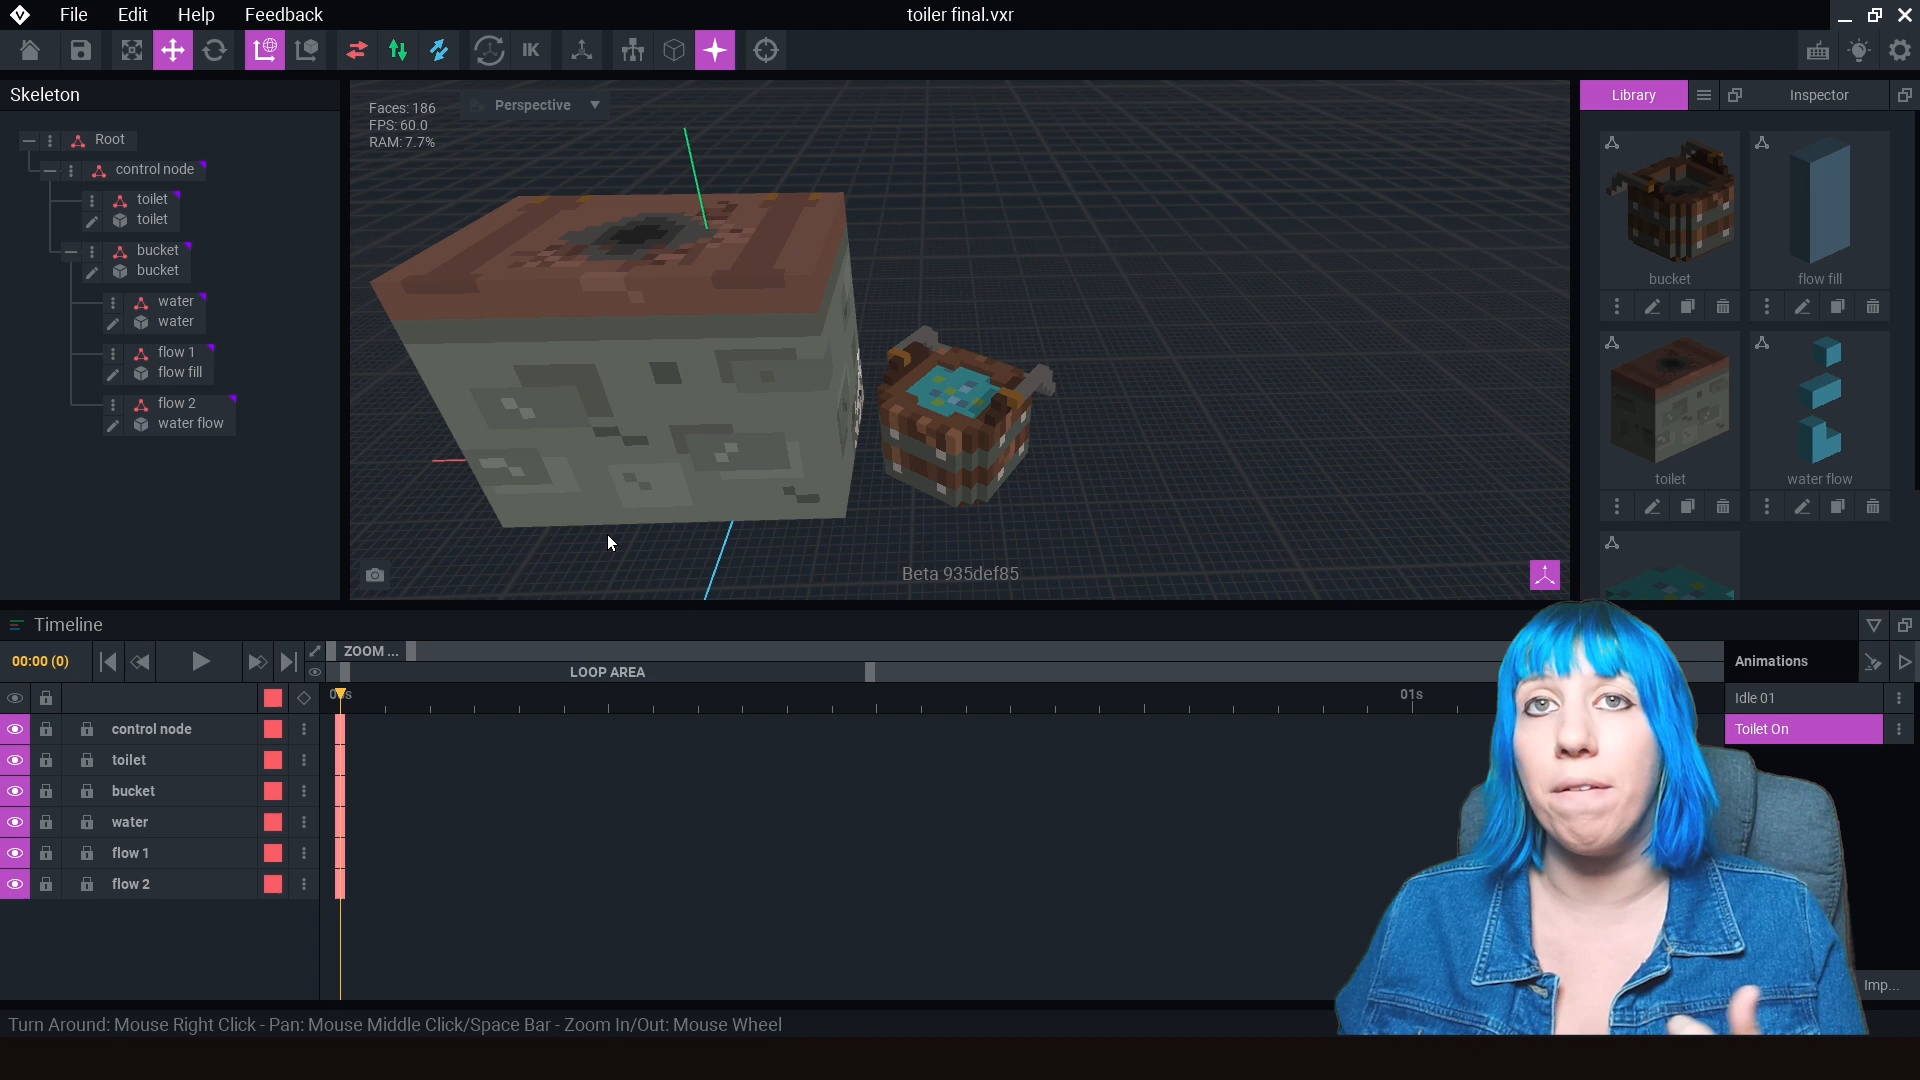 File Edit Help Feedback
toiler final.vxr
IK
Skeleton
Root
control node
toilet
toilet
bucket
bucket
water
water
flow 1
flow fill
flow 2
water flow
Faces: 186
FPS: 60.0
RAM: 7.7%
Perspective
Beta 935def85
Library
Inspector
bucket
flow fill
toilet
water flow
Timeline
00:00 (0)
ZOOM ...
LOOP AREA
01s
control node
toilet
bucket
water
flow 1
flow 2
Animations
Idle 01
Toilet On
Imp...
Turn Around: Mouse Right Click - Pan: Mouse Middle Click/Space Bar - Zoom In/Out: Mouse Wheel